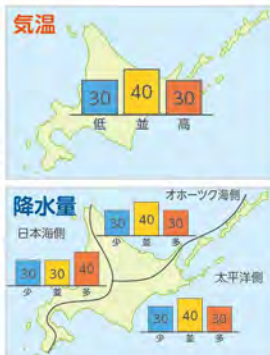 気温
30 40 30
低 並 高
降水量
オホーツク海側
30 40 30
少 並 多
日本海側
30 30 40
少 並 多
太平洋側
30 40 30
少 並 多